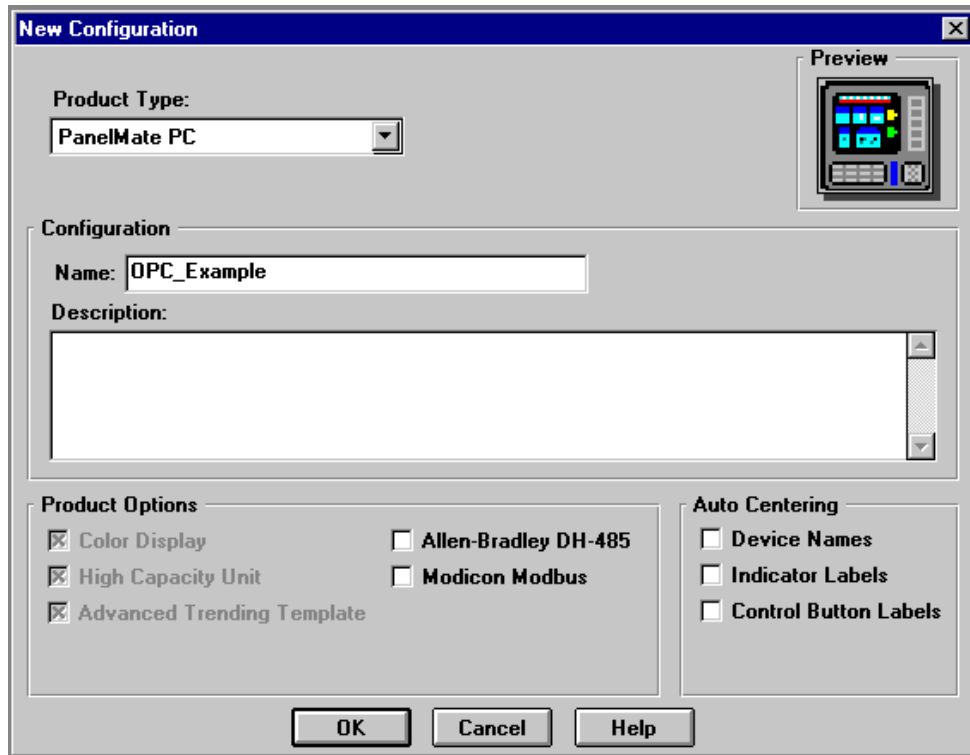 New Configuration
Preview
Product Type:
PanelMate PC
Configuration
Name: OPC_Example
Description:
Product Options
Color Display
High Capacity Unit
Advanced Trending Template
Allen-Bradley DH-485
Modicon Modbus
Auto Centering
Device Names
Indicator Labels
Control Button Labels
OK Cancel Help